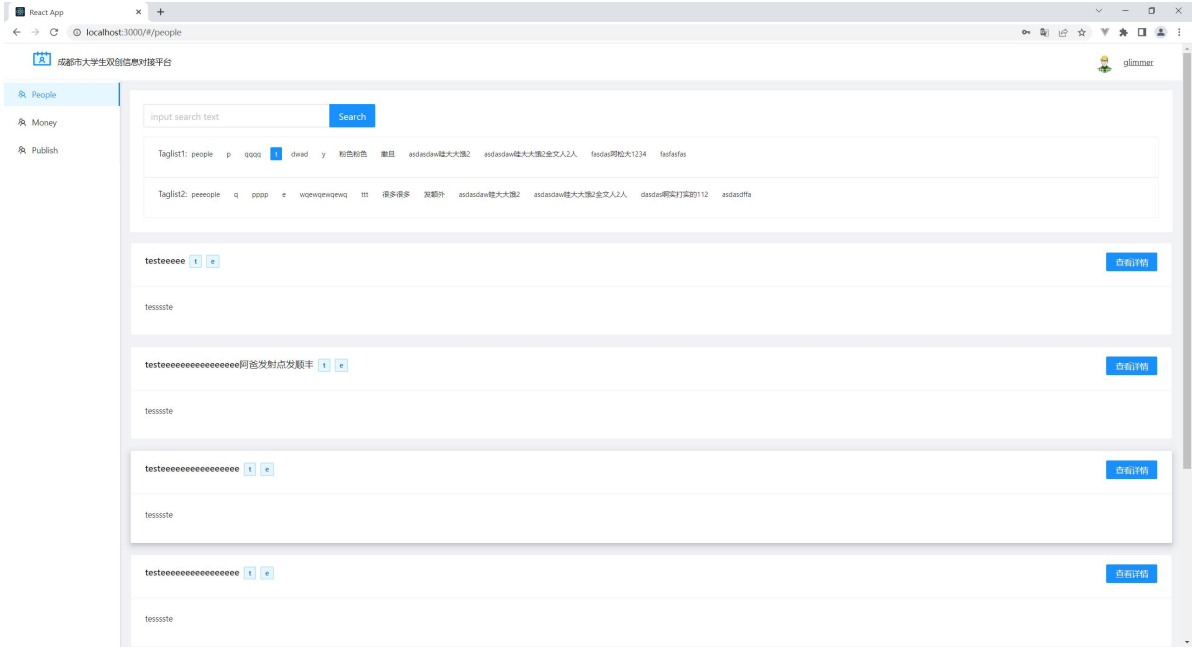 React App
localhost:3000/#/people
成都市大学生双创信息对接平台
glimmer
People
Money
Publish
input search text Search
Taglist1: people p qqqq t dwad y 粉色粉色 撒旦 asdasdaw哇大大饿2 asdasdaw哇大大饿2全文人2人 fasdas阿松大1234 fasfasfas
Taglist2: peeeople q pppp e wqewqewqewq ttt 很多很多 发额外 asdasdaw哇大大饿2 asdasdaw哇大大饿2全文人2人 dasdas啊实打实的112 asdasdffa
testeeeee t e 查看详情
tesssste
testeeeeeeeeeeeeeeee阿爸发射点发顺丰 t e 查看详情
tesssste
testeeeeeeeeeeeeeeee t e 查看详情
tesssste
testeeeeeeeeeeeeeeee t e 查看详情
tesssste